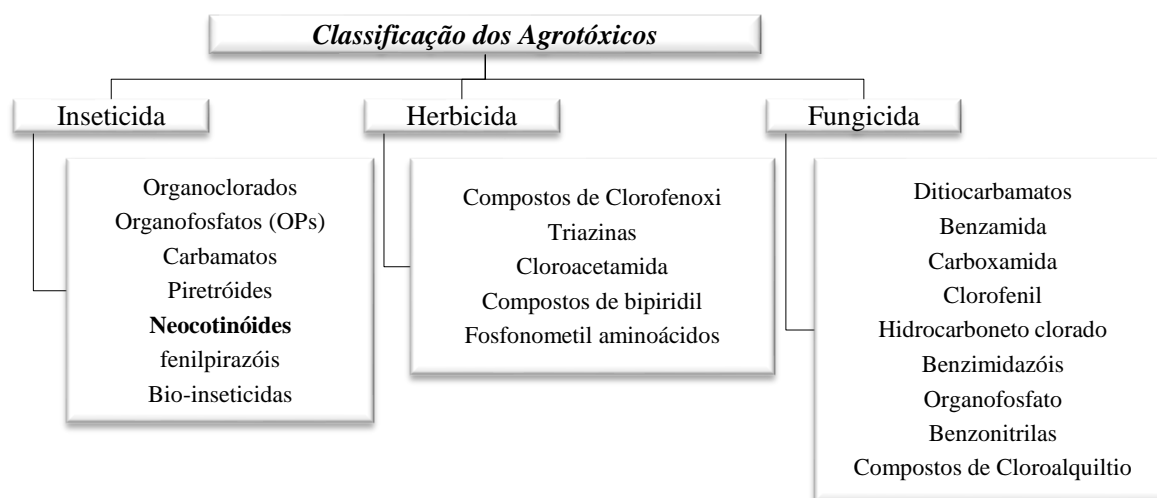 Classificação dos Agrotóxicos
Inseticida
Organoclorados
Organofosfatos (OPs)
Carbamatos
Piretróides
Neocotinóides
fenilpirazóis
Bio-inseticidas
Herbicida
Compostos de Clorofenoxi
Triazinas
Cloroacetamida
Compostos de bipiridil
Fosfonometil aminoácidos
Fungicida
Ditiocarbamatos
Benzamida
Carboxamida
Clorofenil
Hidrocarboneto clorado
Benzimidazóis
Organofosfato
Benzonitrilas
Compostos de Cloroalquiltio